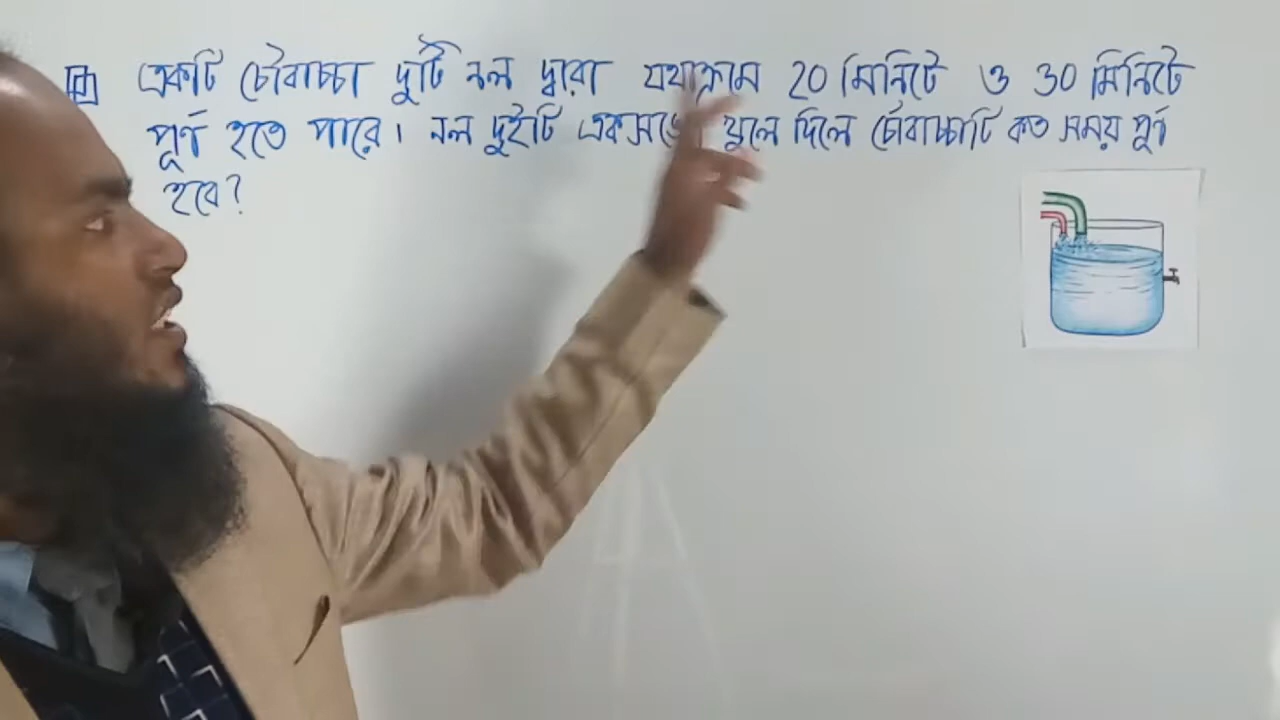 একটি চৌবাচ্চা দুটি নল দ্বারা যথাক্রমে 20 মিনিটে ও 30 মিনিটে
পূর্ণ হতে পারে। নল দুইটি একসঙ্গে খুলে দিলে চৌবাচ্চাটি কত সময় পূর্ণ
হবে?